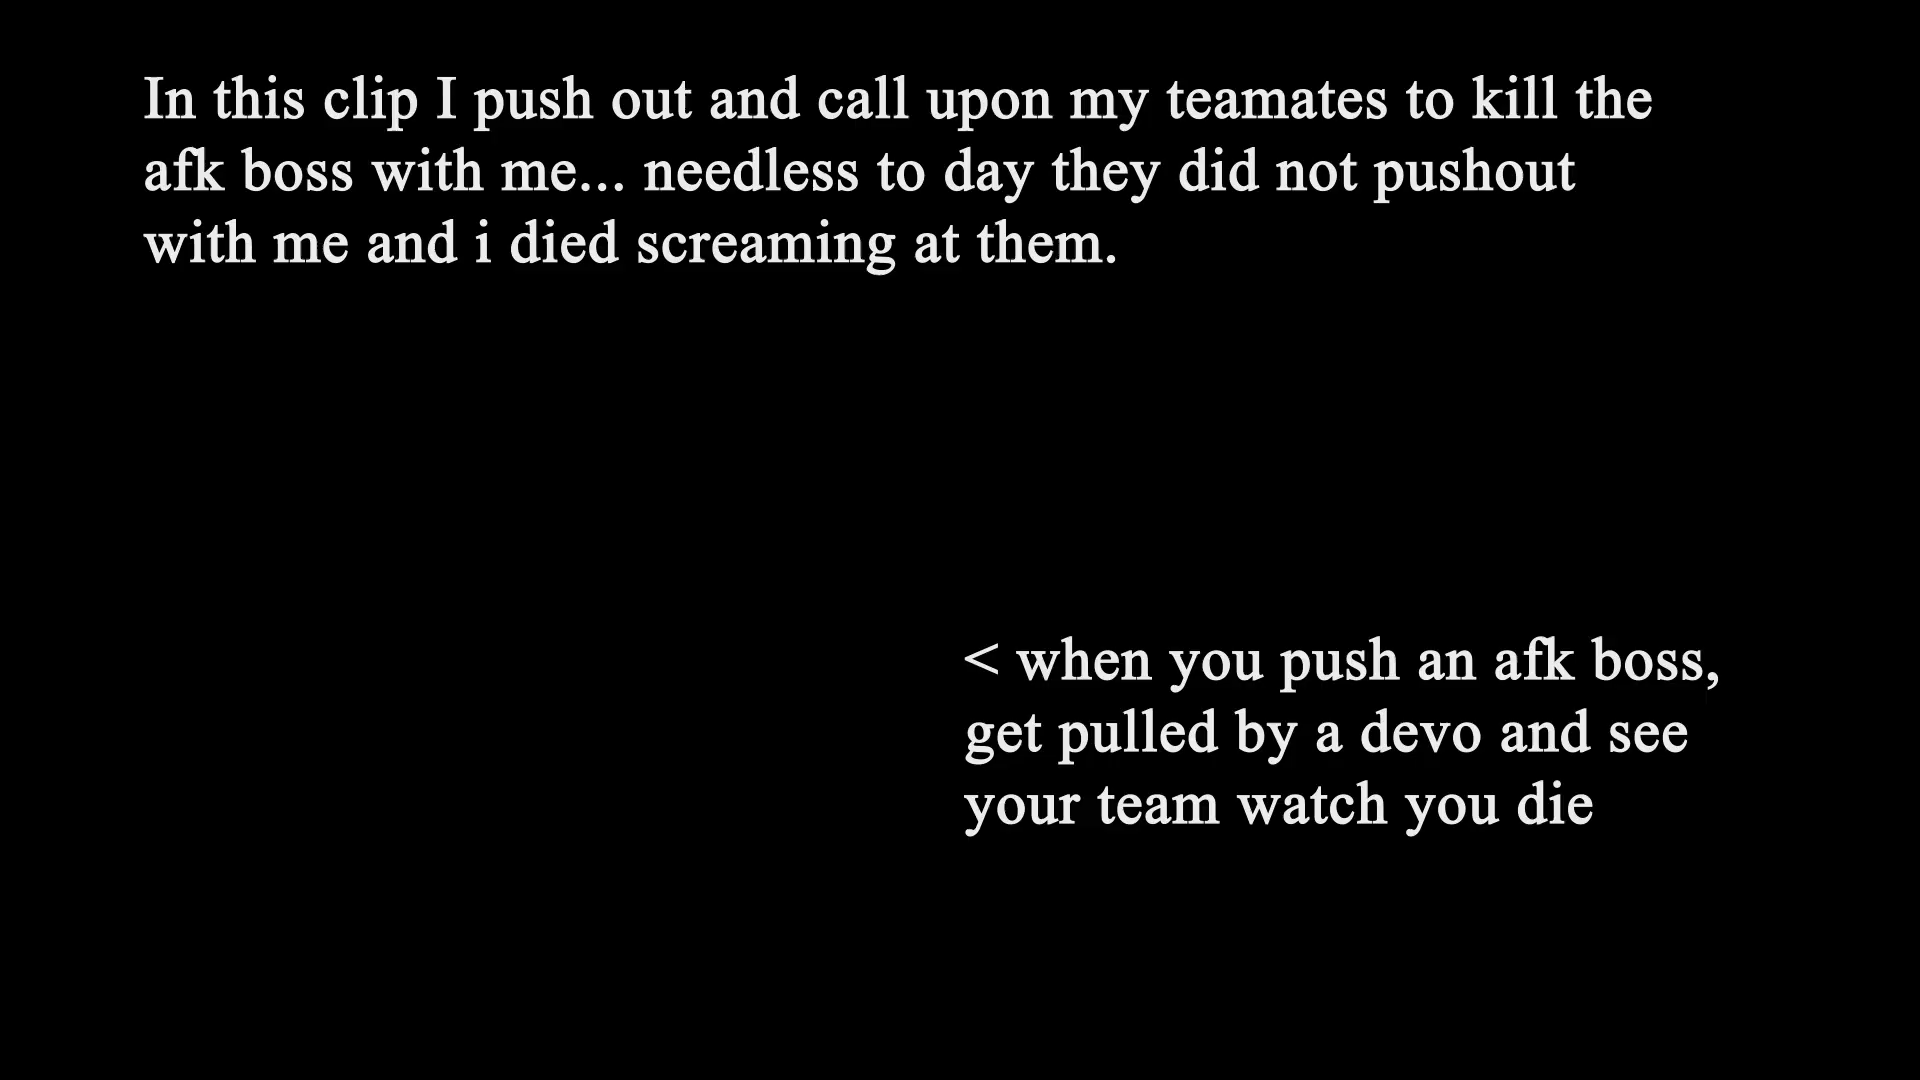 In this clip I push out and call upon my teamates to kill the
afk boss with me... needless to day they did not pushout
with me and i died screaming at them.
< when you push an afk boss,
get pulled by a devo and see
your team watch you die